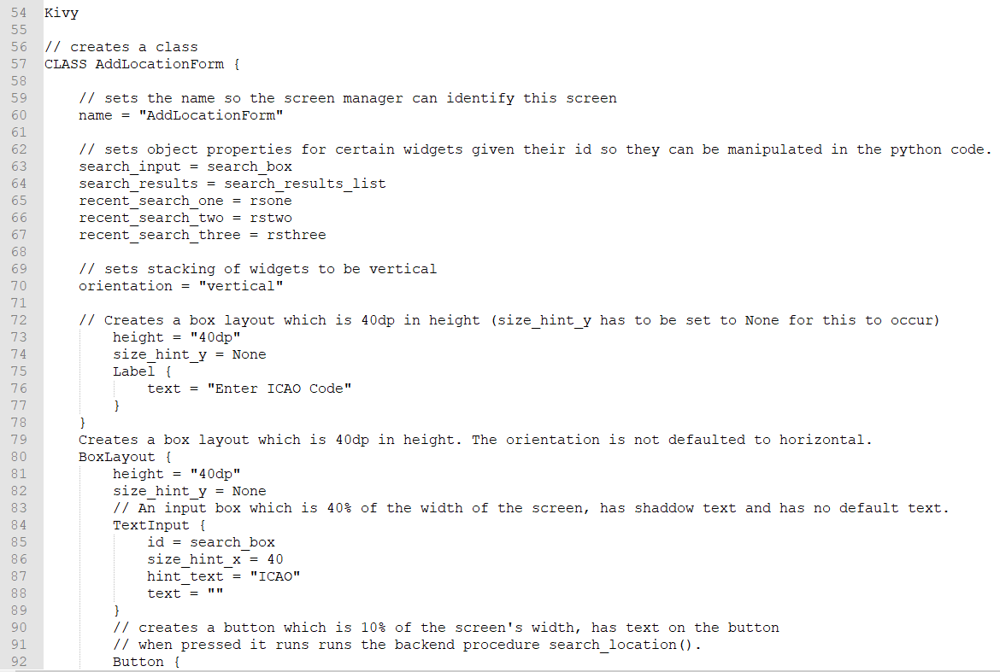 54 Kivy
55
56 // creates a class
57 CLASS AddLocationForm {
58
59 // sets the name so the screen manager can identify this screen
60 name = "AddLocationForm"
61
62 // sets object properties for certain widgets given their id so they can be manipulated in the python code.
63 search_input = search_box
64 search_results = search_results_list
65 recent_search_one = rsone
66 recent_search_two = rstwo
67 recent_search_three = rsthree
68
69 // sets stacking of widgets to be vertical
70 orientation = "vertical"
71
72 // Creates a box layout which is 40dp in height (size_hint_y has to be set to None for this to occur)
73 height = "40dp"
74 size_hint_y = None
75 Label {
76 text = "Enter ICAO Code"
77 }
78 }
79 Creates a box layout which is 40dp in height. The orientation is not defaulted to horizontal.
80 BoxLayout {
81 height = "40dp"
82 size_hint_y = None
83 // An input box which is 40% of the width of the screen, has shaddow text and has no default text.
84 TextInput {
85 id = search_box
86 size_hint_x = 40
87 hint_text = "ICAO"
88 text = ""
89 }
90 // creates a button which is 10% of the screen's width, has text on the button
91 // when pressed it runs runs the backend procedure search_location().
92 Button {